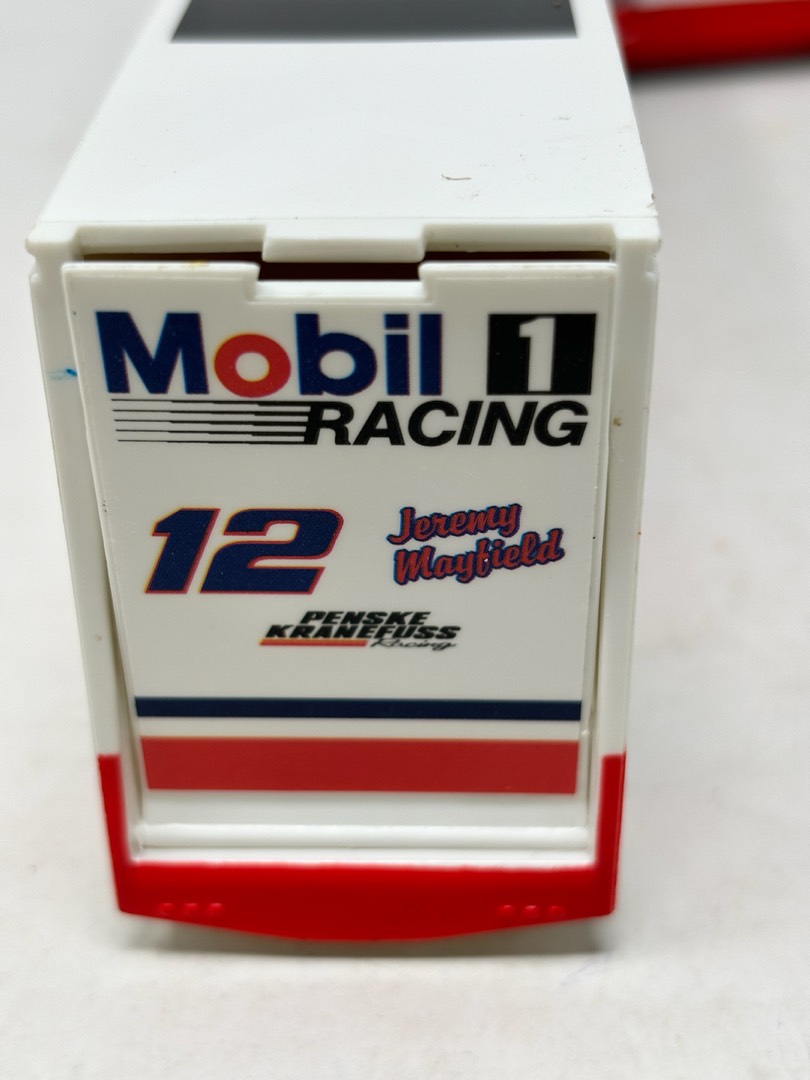 Mobil 1
RACING
12
Jeremy
Mayfield
PENSKE
KRANEFUSS
Racing